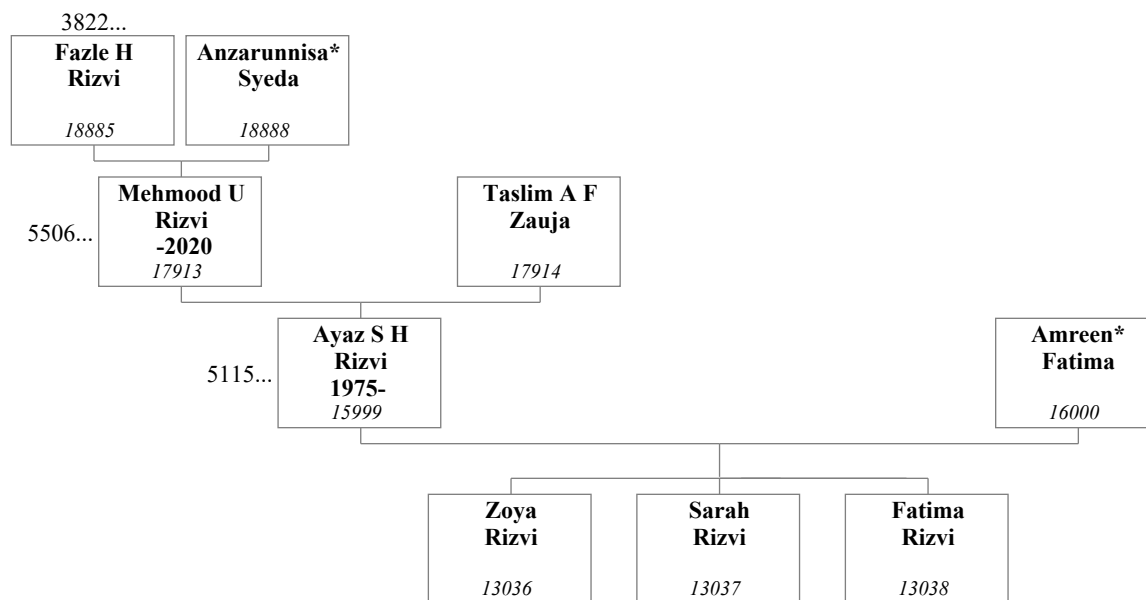 3822...
Fazle H
Rizvi
18885
Anzarunnisa*
Syeda
18888
5506...
Mehmood U
Rizvi
-2020
17913
Taslim A F
Zauja
17914
5115...
Ayaz S H
Rizvi
1975-
15999
Amreen*
Fatima
16000
Zoya
Rizvi
13036
Sarah
Rizvi
13037
Fatima
Rizvi
13038